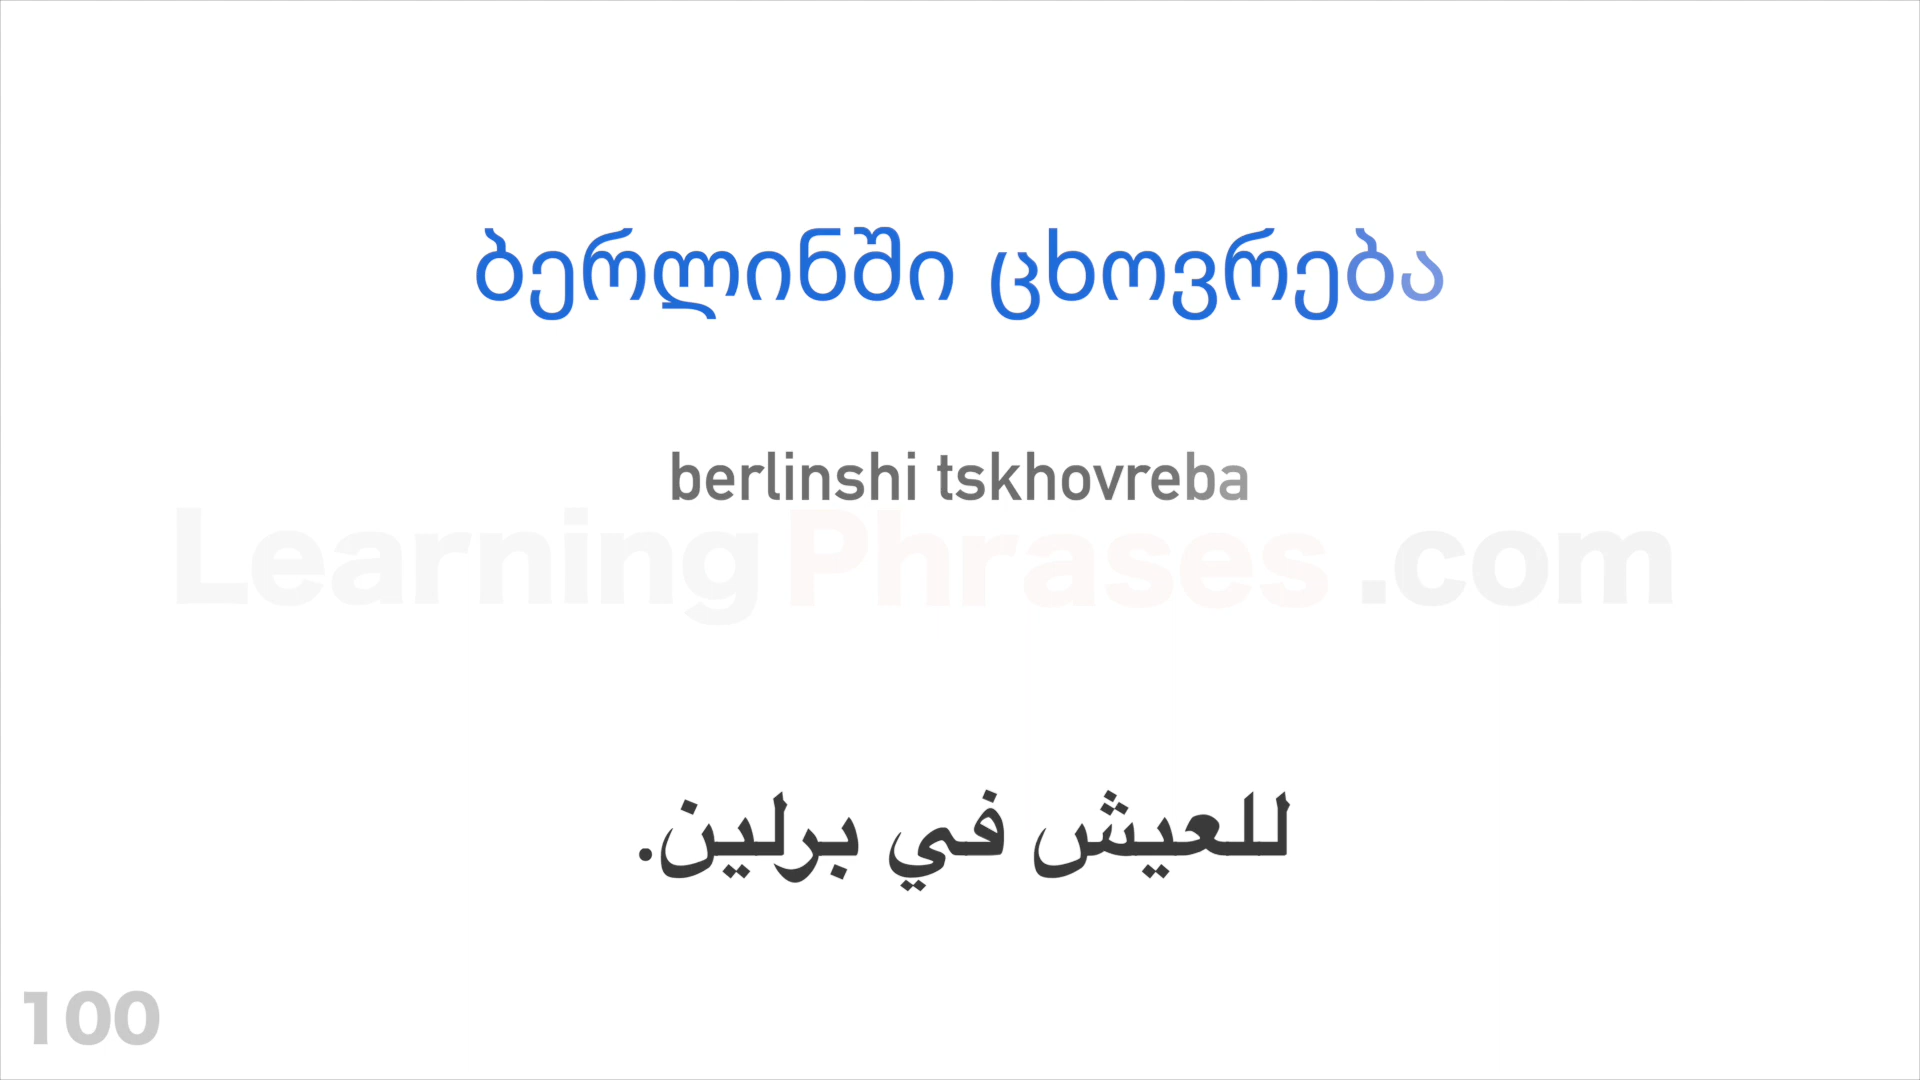 ბერლინში ცხოვრება
berlinshi tskhovreba
LearningPhrases.com
للعيش في برلين.
100